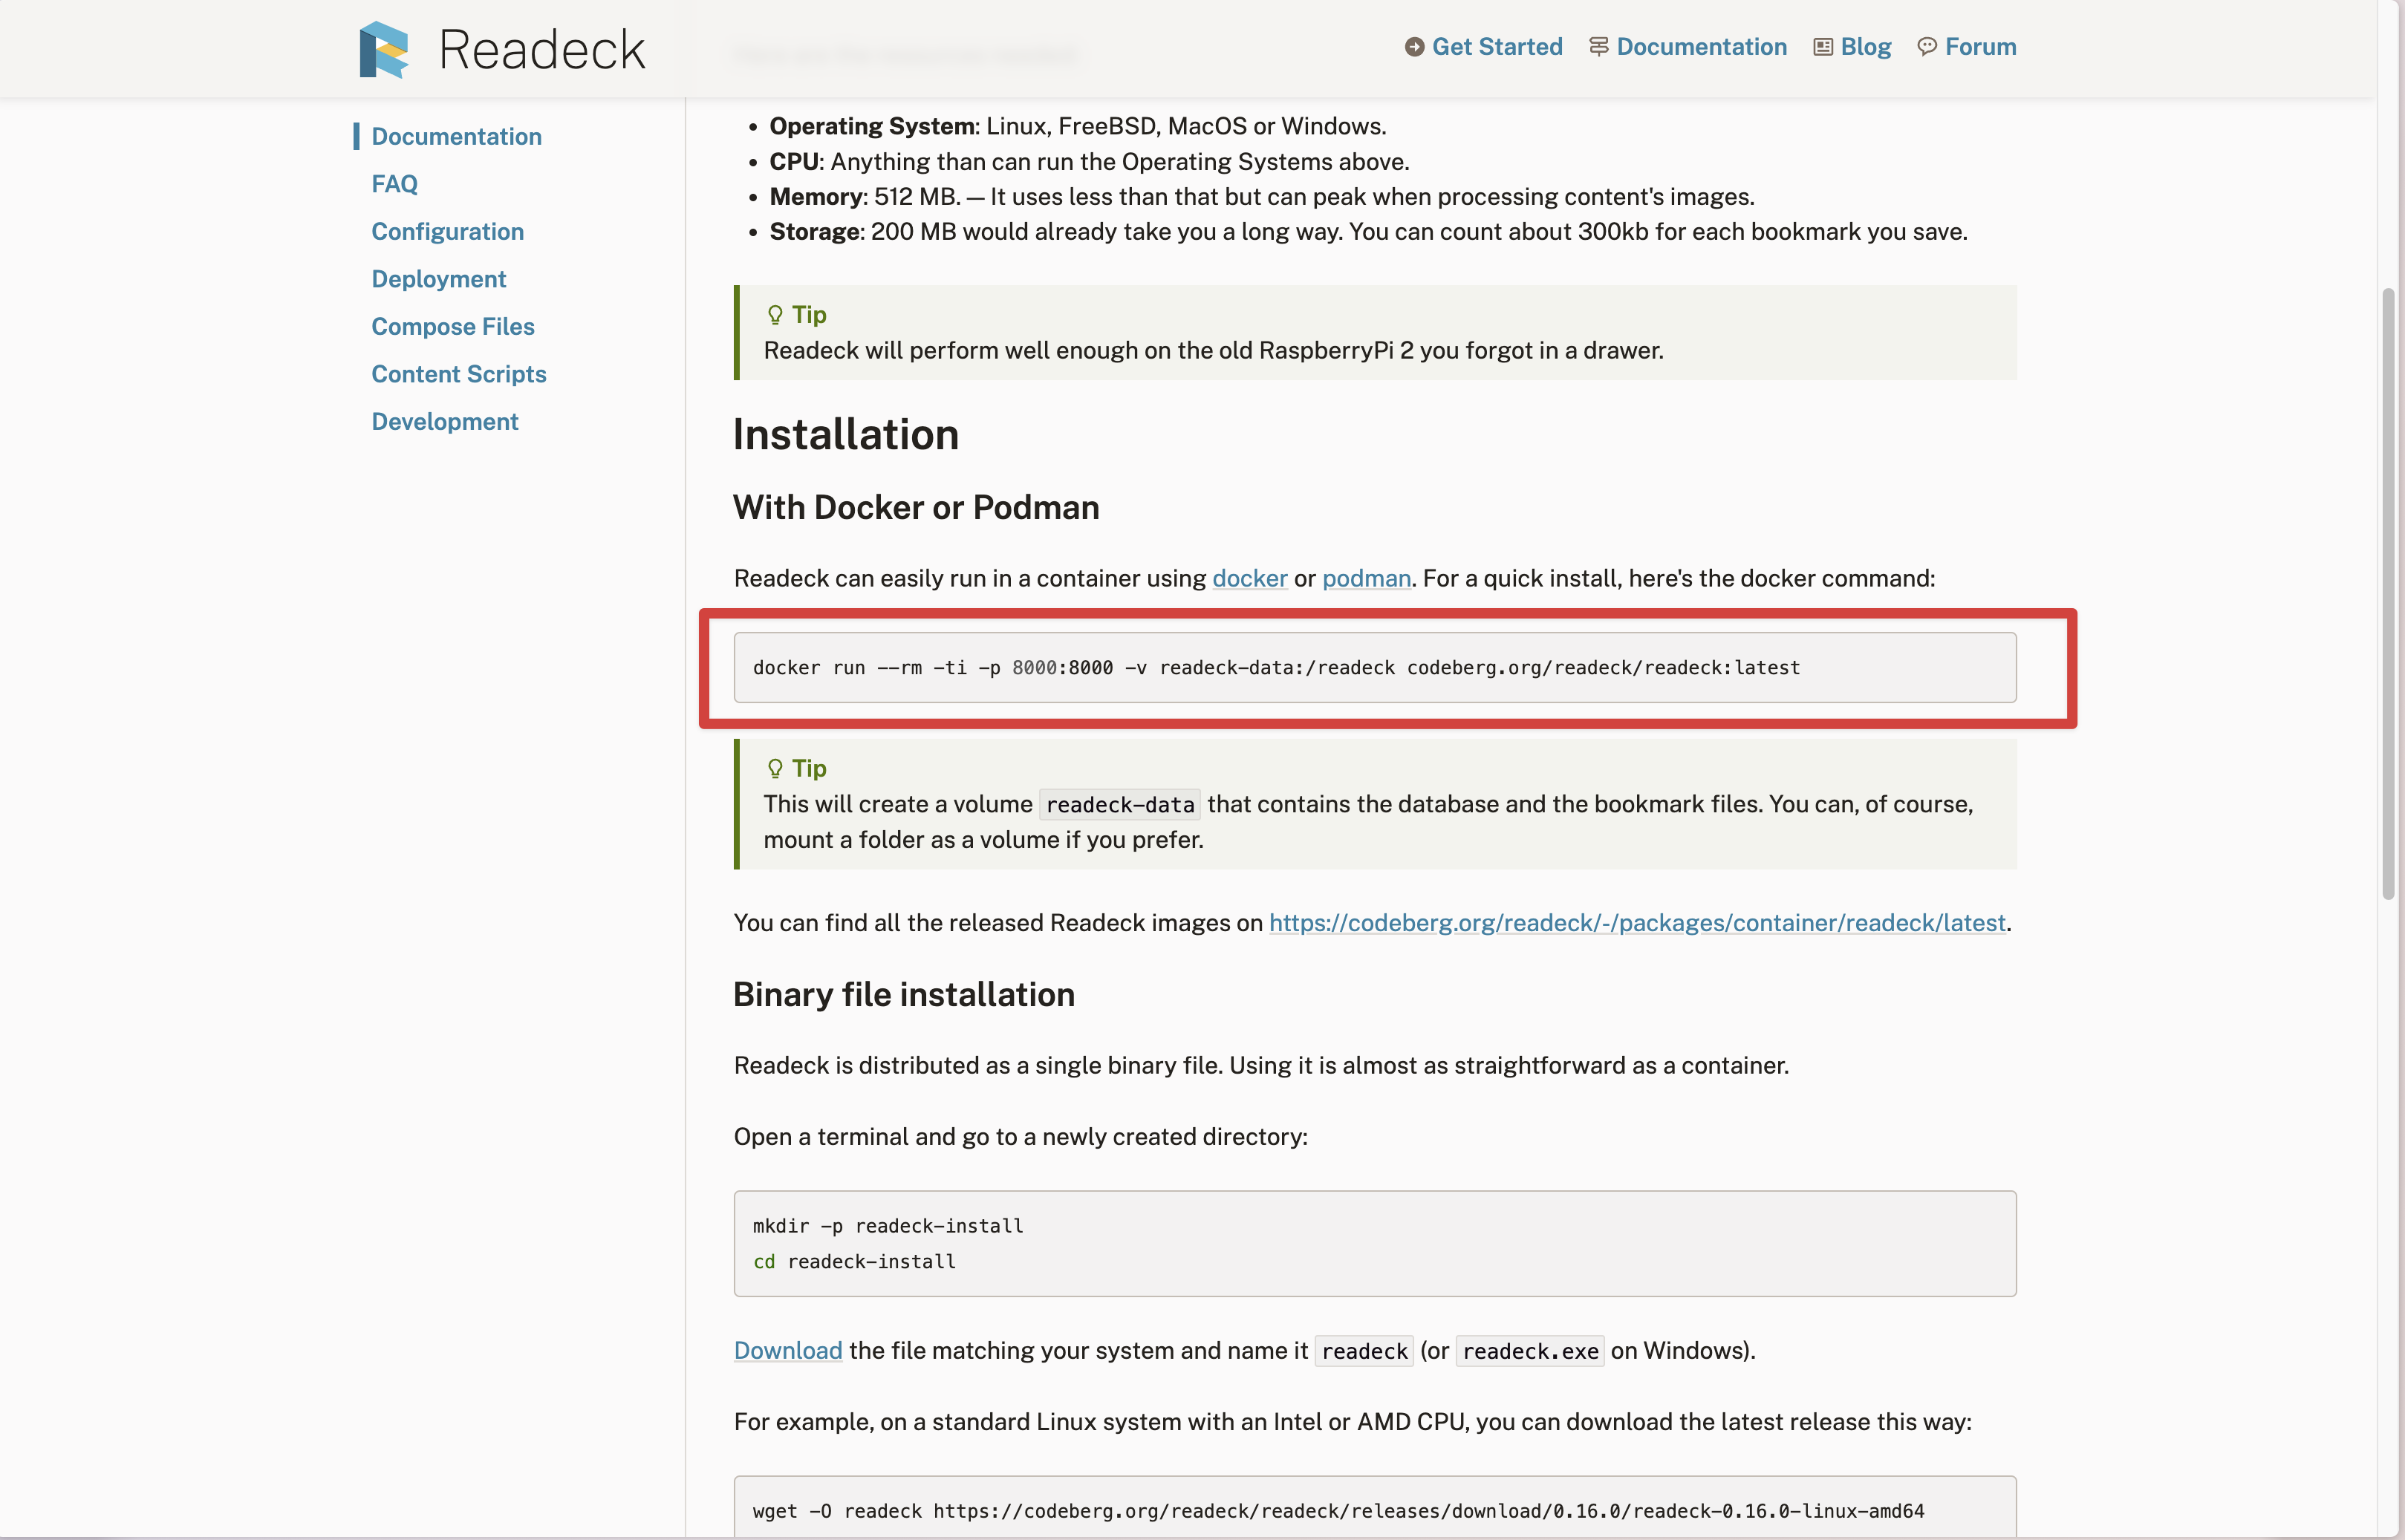 Readeck
Get Started Documentation Blog Forum
Documentation
FAQ
Configuration
Deployment
Compose Files
Content Scripts
Development
• Operating System: Linux, FreeBSD, MacOS or Windows.
• CPU: Anything than can run the Operating Systems above.
• Memory: 512 MB. — It uses less than that but can peak when processing content's images.
• Storage: 200 MB would already take you a long way. You can count about 300kb for each bookmark you save.
Tip
Readeck will perform well enough on the old RaspberryPi 2 you forgot in a drawer.
Installation
With Docker or Podman
Readeck can easily run in a container using docker or podman. For a quick install, here's the docker command:
docker run --rm -ti -p 8000:8000 -v readeck-data:/readeck codeberg.org/readeck/readeck:latest
Tip
This will create a volume readeck-data that contains the database and the bookmark files. You can, of course,
mount a folder as a volume if you prefer.
You can find all the released Readeck images on https://codeberg.org/readeck/-/packages/container/readeck/latest.
Binary file installation
Readeck is distributed as a single binary file. Using it is almost as straightforward as a container.
Open a terminal and go to a newly created directory:
mkdir -p readeck-install
cd readeck-install
Download the file matching your system and name it readeck (or readeck.exe on Windows).
For example, on a standard Linux system with an Intel or AMD CPU, you can download the latest release this way:
wget -O readeck https://codeberg.org/readeck/readeck/releases/download/0.16.0/readeck-0.16.0-linux-amd64